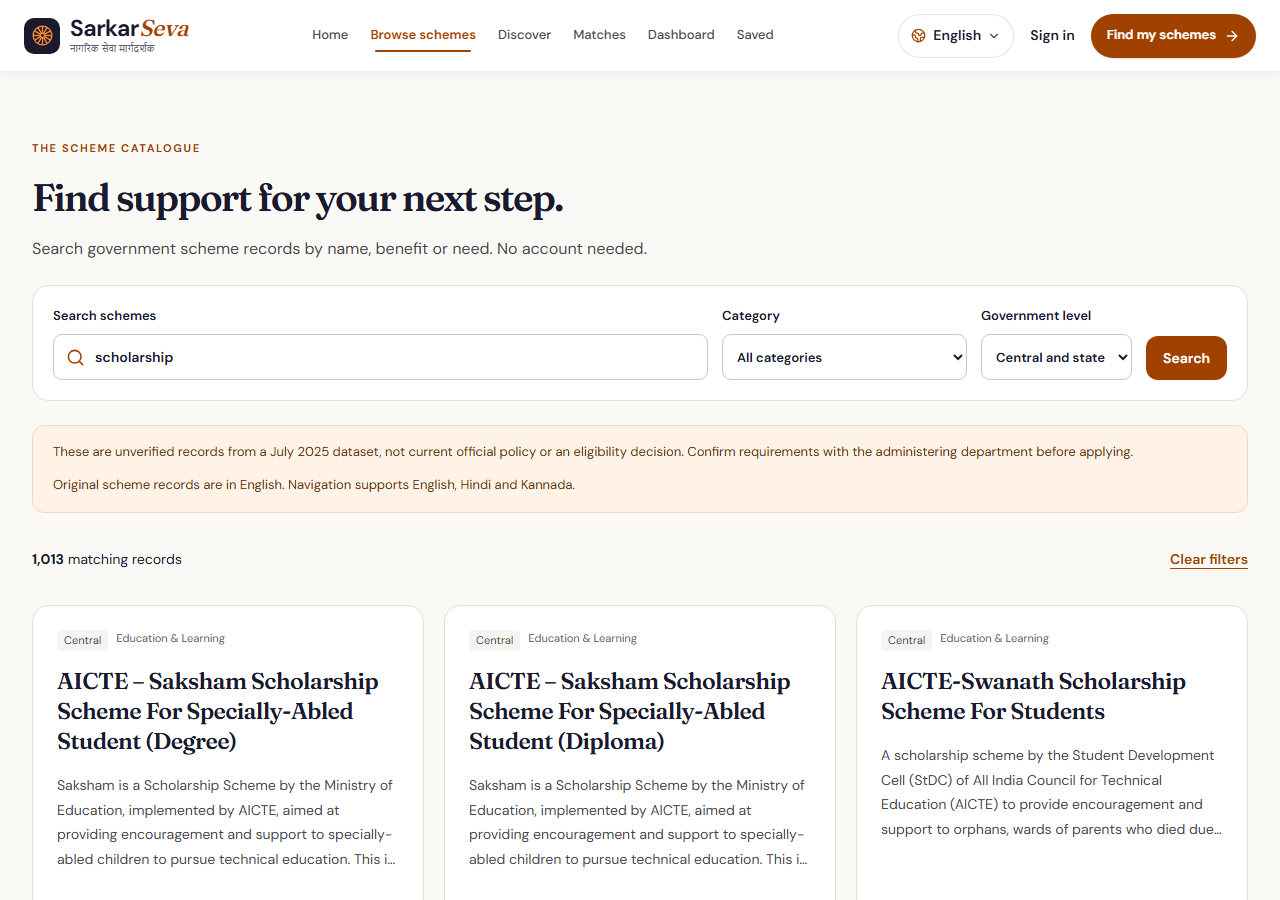 SarkarSeva
नागरिक सेवा मार्गदर्शक
Home
Browse schemes
Discover
Matches
Dashboard
Saved
English
Sign in
Find my schemes
THE SCHEME CATALOGUE
Find support for your next step.
Search government scheme records by name, benefit or need. No account needed.
Search schemes
Category
Government level
scholarship
All categories
Central and state
Search
These are unverified records from a July 2025 dataset, not current official policy or an eligibility decision. Confirm requirements with the administering department before applying.
Original scheme records are in English. Navigation supports English, Hindi and Kannada.
1,013 matching records
Clear filters
Central
Education & Learning
AICTE – Saksham Scholarship
Scheme For Specially-Abled
Student (Degree)
Saksham is a Scholarship Scheme by the Ministry of
Education, implemented by AICTE, aimed at
providing encouragement and support to specially-
abled children to pursue technical education. This i...
Central
Education & Learning
AICTE – Saksham Scholarship
Scheme For Specially-Abled
Student (Diploma)
Saksham is a Scholarship Scheme by the Ministry of
Education, implemented by AICTE, aimed at
providing encouragement and support to specially-
abled children to pursue technical education. This i...
Central
Education & Learning
AICTE-Swanath Scholarship
Scheme For Students
A scholarship scheme by the Student Development
Cell (StDC) of All India Council for Technical
Education (AICTE) to provide encouragement and
support to orphans, wards of parents who died due...